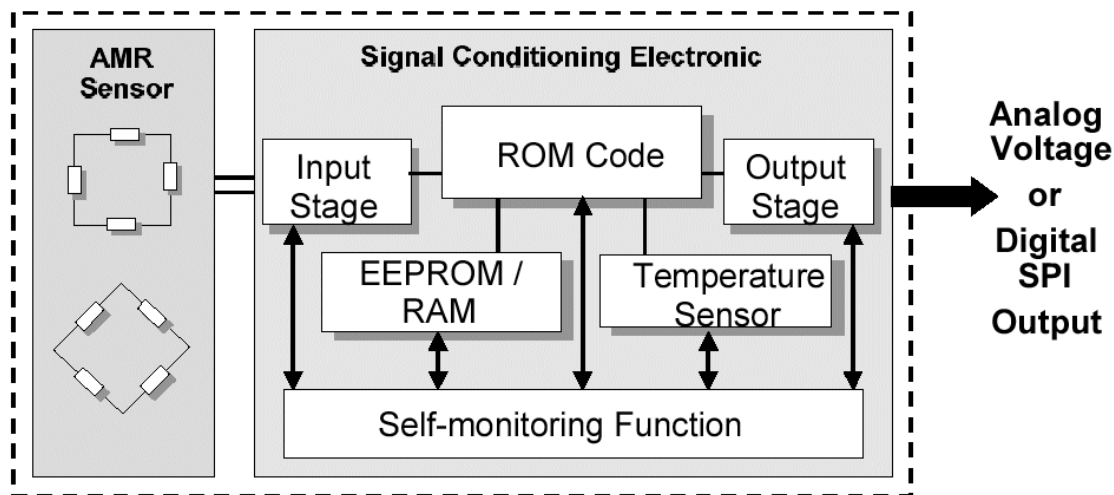 AMR
Sensor
Signal Conditioning Electronic
Input
Stage
ROM Code
Output
Stage
EEPROM /
RAM
Temperature
Sensor
Self-monitoring Function
Analog
Voltage
or
Digital
SPI
Output